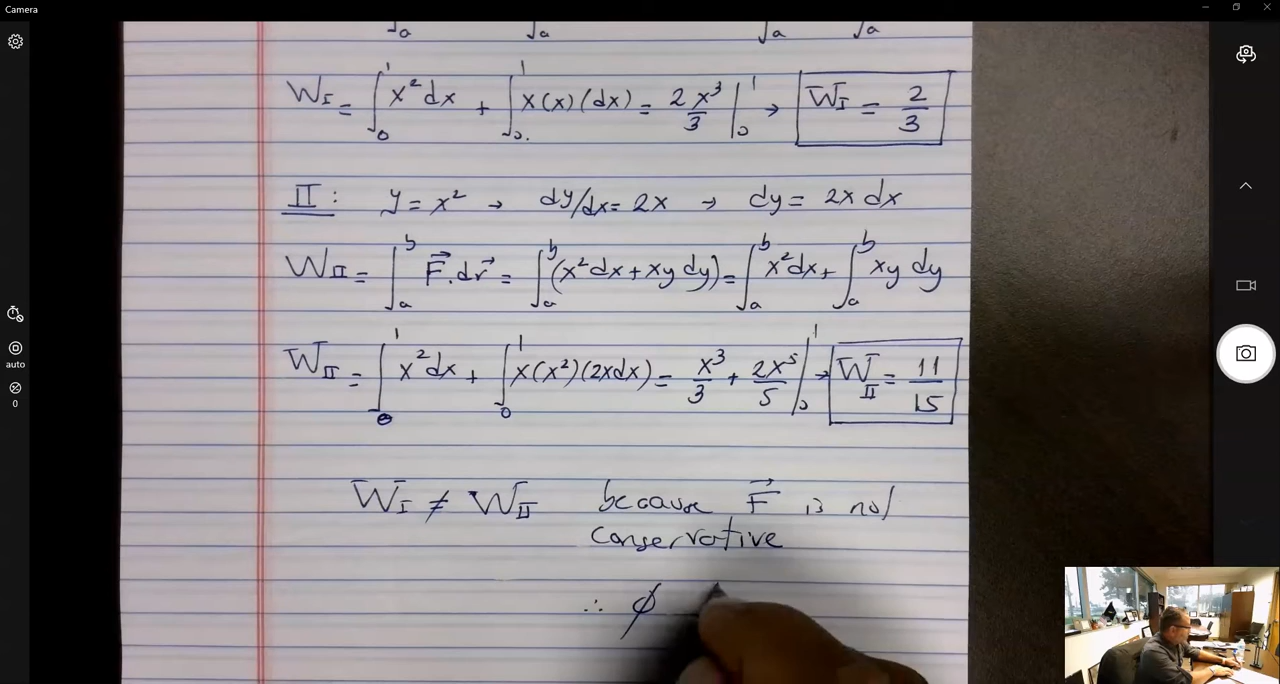 Camera
∫a ∫a ∫a ∫a
W_I = ∫₀¹ x² dx + ∫₀¹ x(x)(dx) = 2x³/3 |₀¹ → W_I = 2/3
II: y = x² → dy/dx = 2x → dy = 2x dx
W_II = ∫ₐᵇ F⃗.dr⃗ = ∫ₐᵇ (x² dx + xy dy) = ∫ₐᵇ x² dx + ∫ₐᵇ xy dy
W_II = ∫₀¹ x² dx + ∫₀¹ x(x²)(2x dx) = x³/3 + 2x⁵/5 |₀¹ → W_II = 11/15
W_I ≠ W_II because F⃗ is not
conservative
∴ ϕ
auto
0